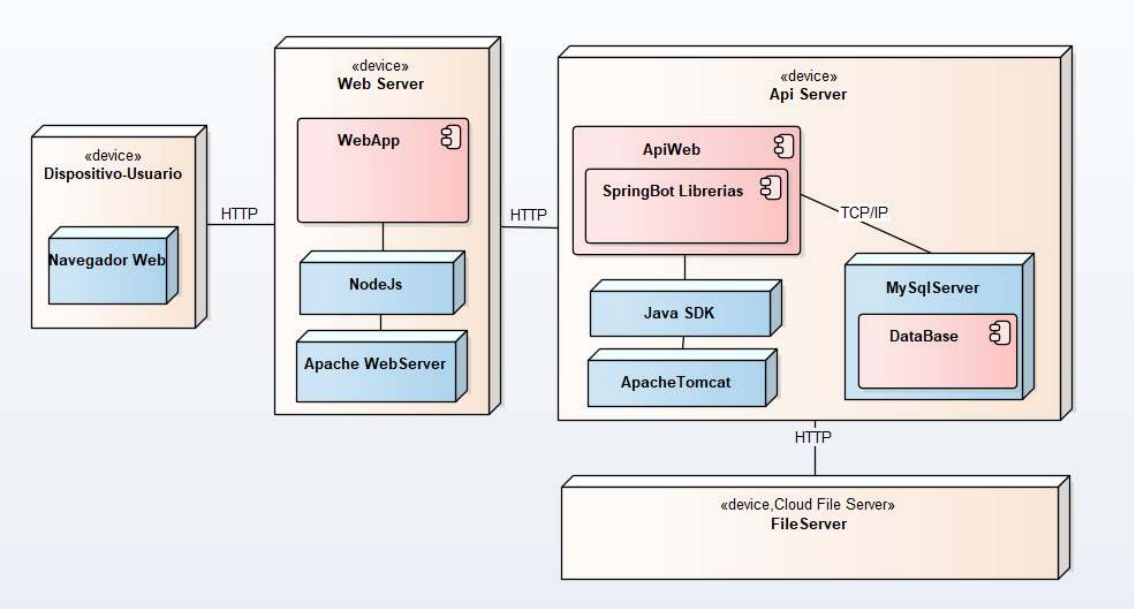 «device»
Dispositivo-Usuario
Navegador Web
HTTP
«device»
Web Server
WebApp
NodeJs
Apache WebServer
HTTP
«device»
Api Server
ApiWeb
SpringBot Librerias
TCP/IP
Java SDK
ApacheTomcat
MySqlServer
DataBase
HTTP
«device,Cloud File Server»
FileServer